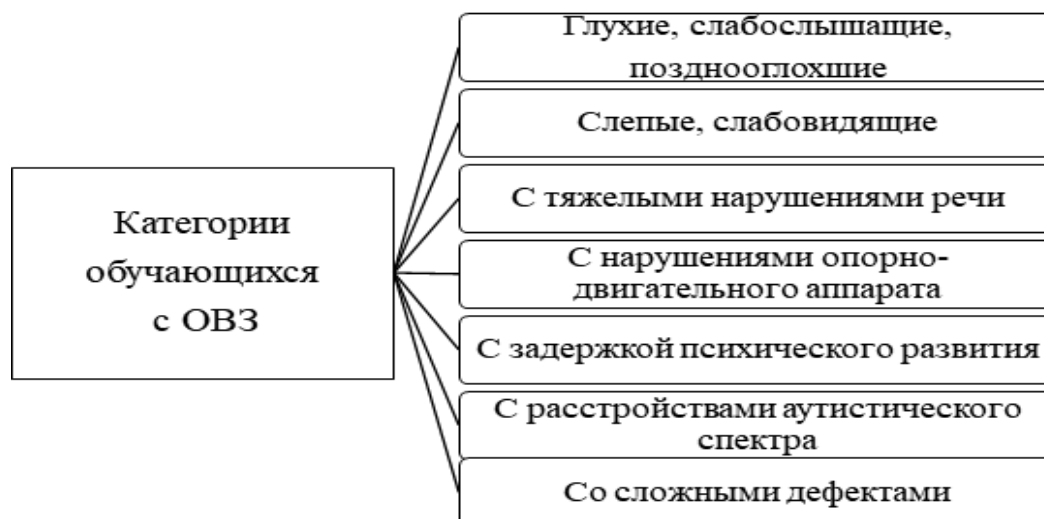 Категории
обучающихся
с ОВЗ
Глухие, слабослышащие,
позднооглохшие
Слепые, слабовидящие
С тяжелыми нарушениями речи
С нарушениями опорно-
двигательного аппарата
С задержкой психического развития
С расстройствами аутистического
спектра
Со сложными дефектами